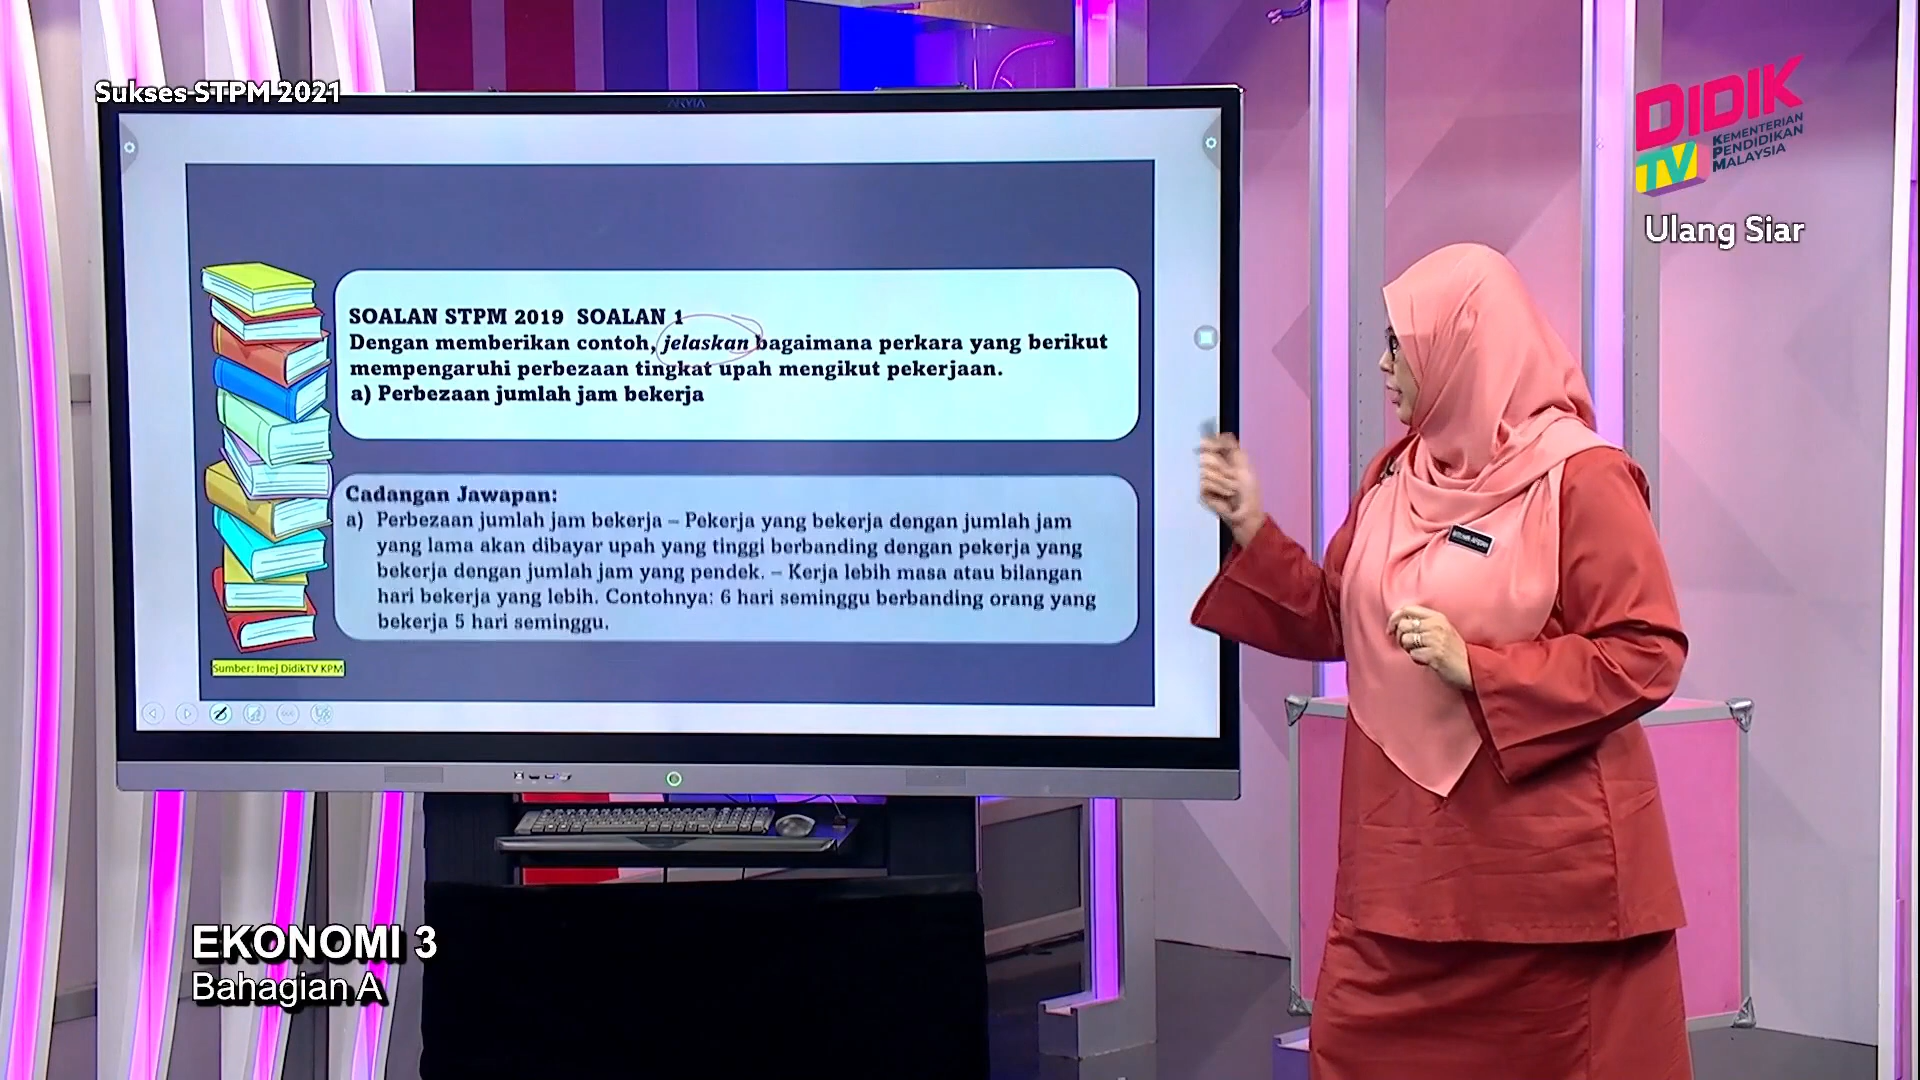 Sukses STPM 2021
DIDIK
TV
KEMENTERIAN
PENDIDIKAN
MALAYSIA
Ulang Siar
SOALAN STPM 2019 SOALAN 1
Dengan memberikan contoh, jelaskan bagaimana perkara yang berikut
mempengaruhi perbezaan tingkat upah mengikut pekerjaan.
a) Perbezaan jumlah jam bekerja
Cadangan Jawapan:
a) Perbezaan jumlah jam bekerja – Pekerja yang bekerja dengan jumlah jam
yang lama akan dibayar upah yang tinggi berbanding dengan pekerja yang
bekerja dengan jumlah jam yang pendek. – Kerja lebih masa atau bilangan
hari bekerja yang lebih. Contohnya: 6 hari seminggu berbanding orang yang
bekerja 5 hari seminggu.
Sumber: Imej DidikTV KPM
EKONOMI 3
Bahagian A